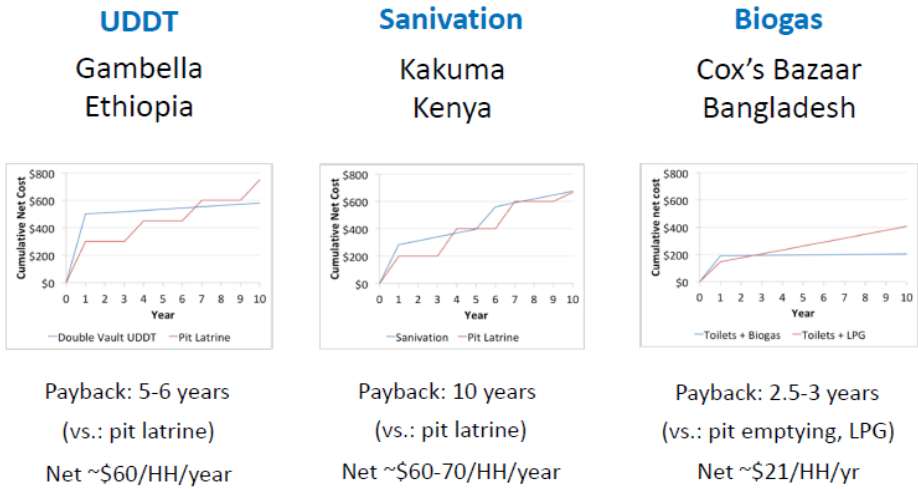 UDDT
Gambella
Ethiopia
Cumulative Net Cost
$800
$600
$400
$200
$0
0 1 2 3 4 5 6 7 8 9 10
Year
Double Vault UDDT Pit Latrine
Payback: 5-6 years
(vs.: pit latrine)
Net ~$60/HH/year
Sanivation
Kakuma
Kenya
Cumulative Net Cost
$800
$600
$400
$200
$0
0 1 2 3 4 5 6 7 8 9 10
Year
Sanivation Pit Latrine
Payback: 10 years
(vs.: pit latrine)
Net ~$60-70/HH/year
Biogas
Cox's Bazaar
Bangladesh
Cumulative net cost
$800
$600
$400
$200
$0
0 1 2 3 4 5 6 7 8 9 10
Year
Toilets + Biogas Toilets + LPG
Payback: 2.5-3 years
(vs.: pit emptying, LPG)
Net ~$21/HH/yr